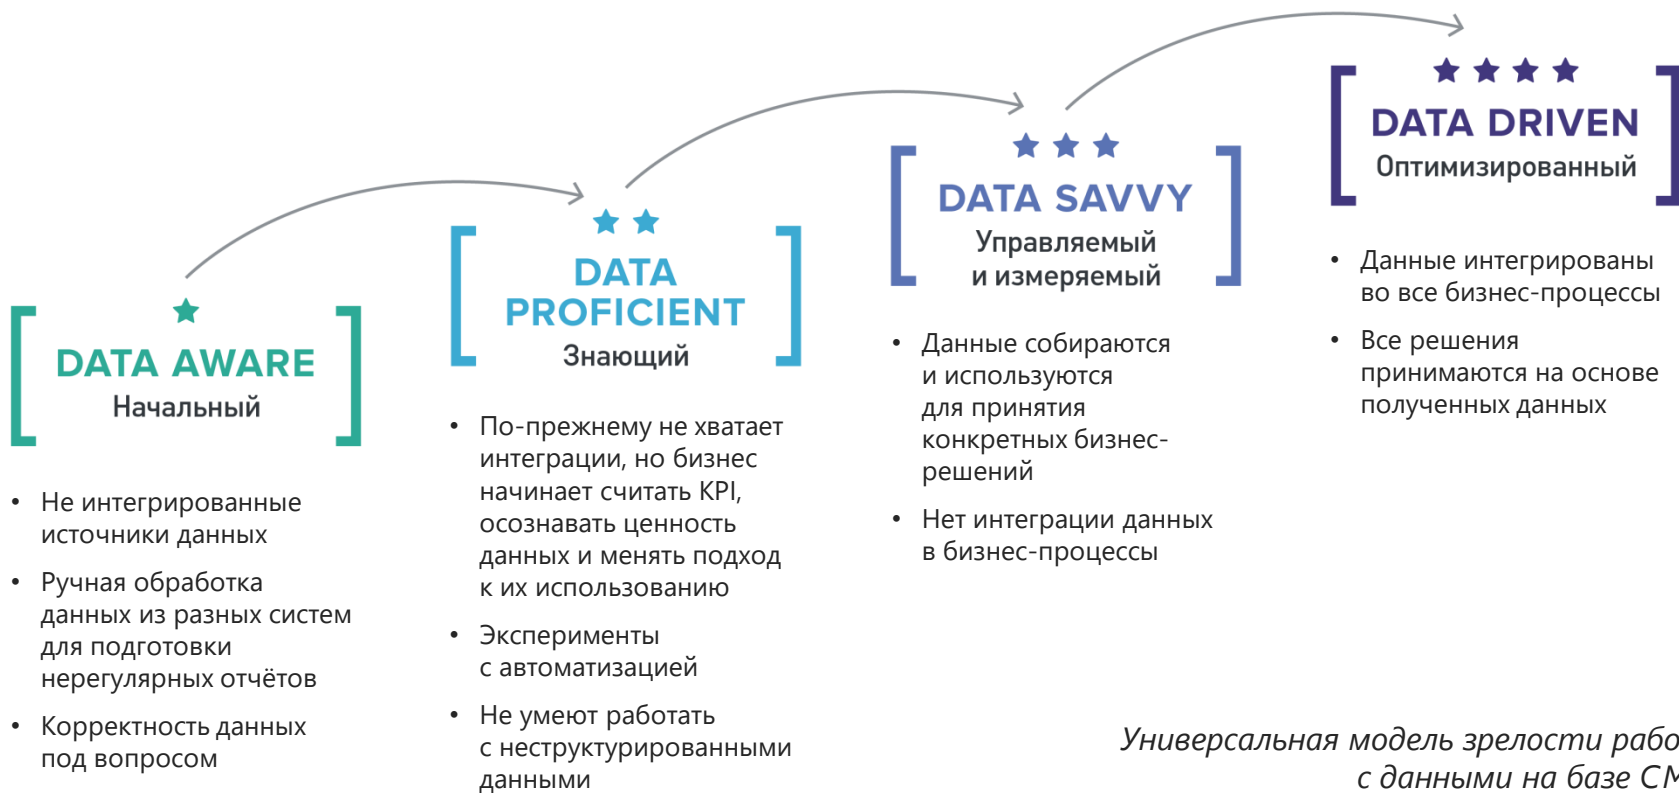 DATA AWARE
Начальный
• Не интегрированные
источники данных
• Ручная обработка
данных из разных систем
для подготовки
нерегулярных отчётов
• Корректность данных
под вопросом
DATA
PROFICIENT
Знающий
• По-прежнему не хватает
интеграции, но бизнес
начинает считать KPI,
осознавать ценность
данных и менять подход
к их использованию
• Эксперименты
с автоматизацией
• Не умеют работать
с неструктурированными
данными
DATA SAVVY
Управляемый
и измеряемый
• Данные собираются
и используются
для принятия
конкретных бизнес-
решений
• Нет интеграции данных
в бизнес-процессы
DATA DRIVEN
Оптимизированный
• Данные интегрированы
во все бизнес-процессы
• Все решения
принимаются на основе
полученных данных
Универсальная модель зрелости
с данными на базе